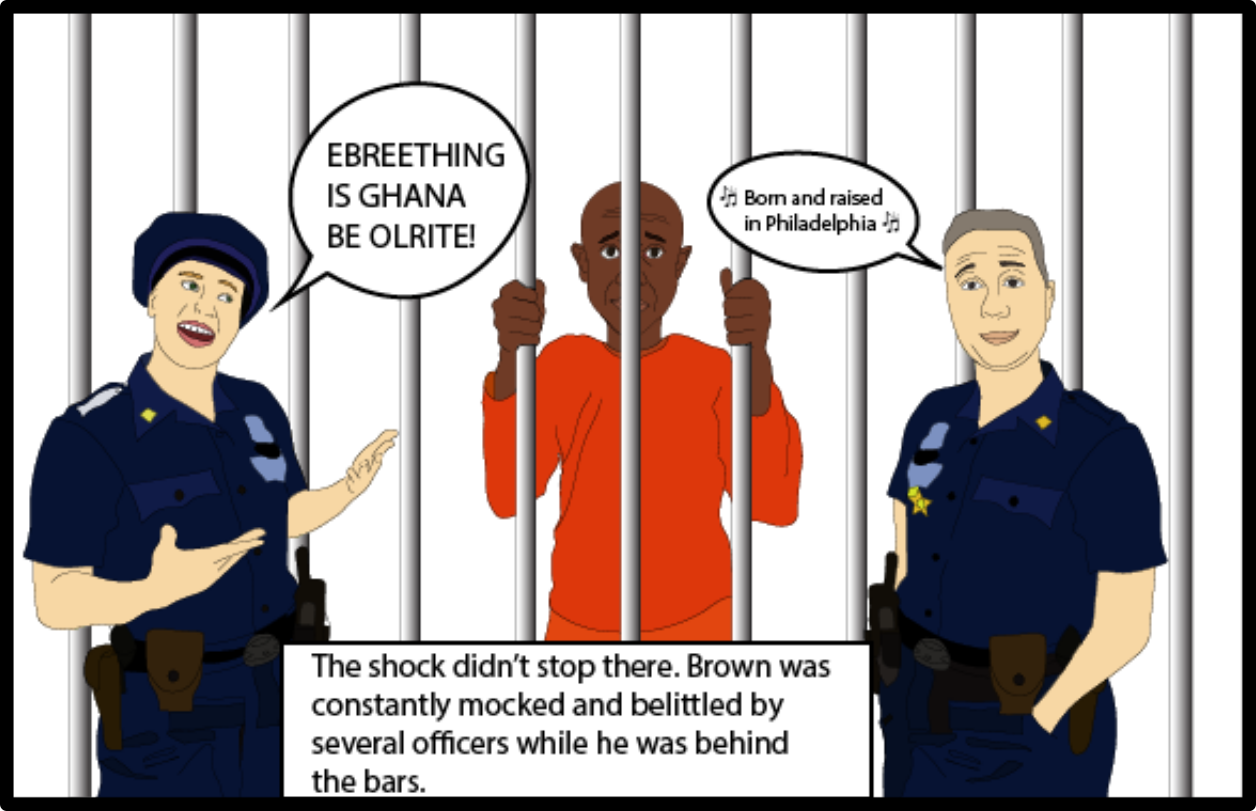 EBREETHING
IS GHANA
BE OLRITE!
🎶 Born and raised
in Philadelphia 🎶
The shock didn't stop there. Brown was
constantly mocked and belittled by
several officers while he was behind
the bars.